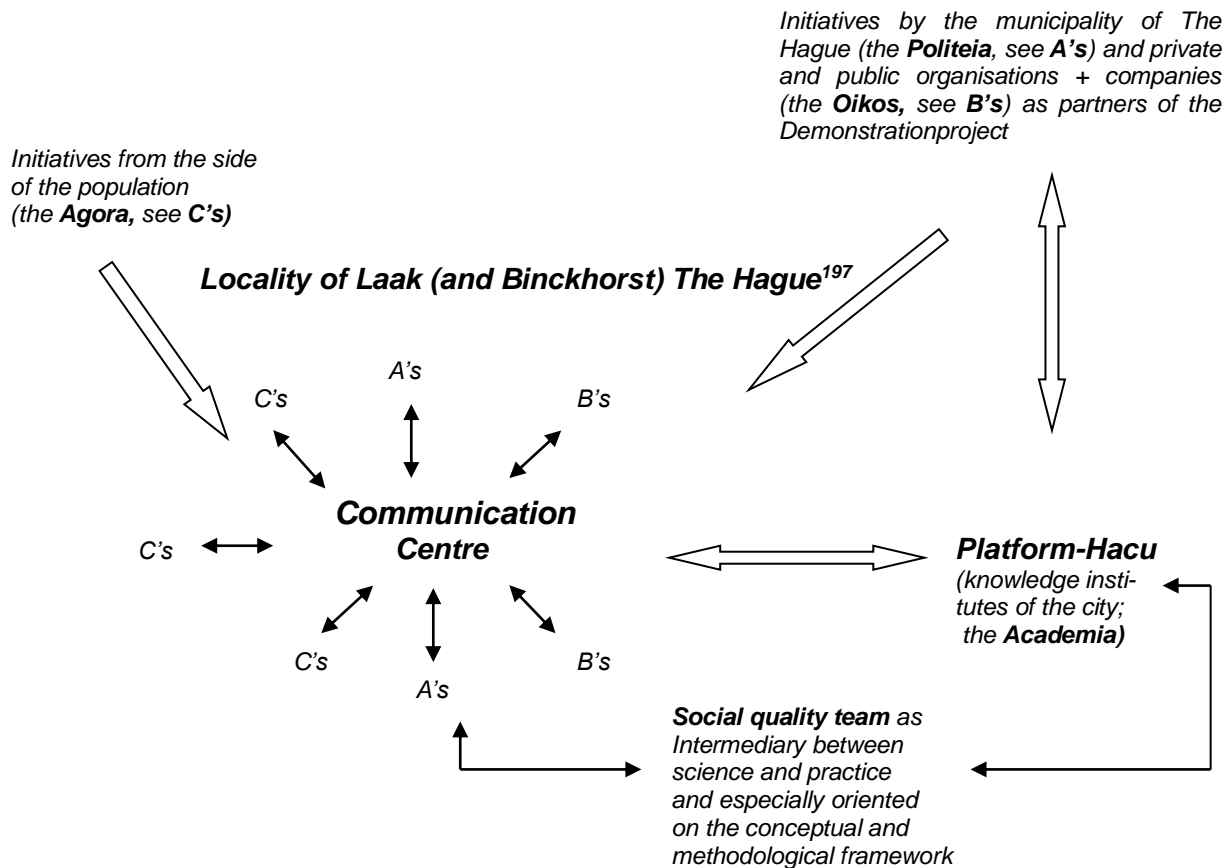 Initiatives by the municipality of The
Hague (the Politeia, see A's) and private
and public organisations + companies
(the Oikos, see B's) as partners of the
Demonstrationproject
Initiatives from the side
of the population
(the Agora, see C's)
Locality of Laak (and Binckhorst) The Hague197
A's
C's
B's
Communication
Centre
C's
Platform-Hacu
(knowledge insti-
tutes of the city;
the Academia)
C's
B's
A's
Social quality team as
Intermediary between
science and practice
and especially oriented
on the conceptual and
methodological framework